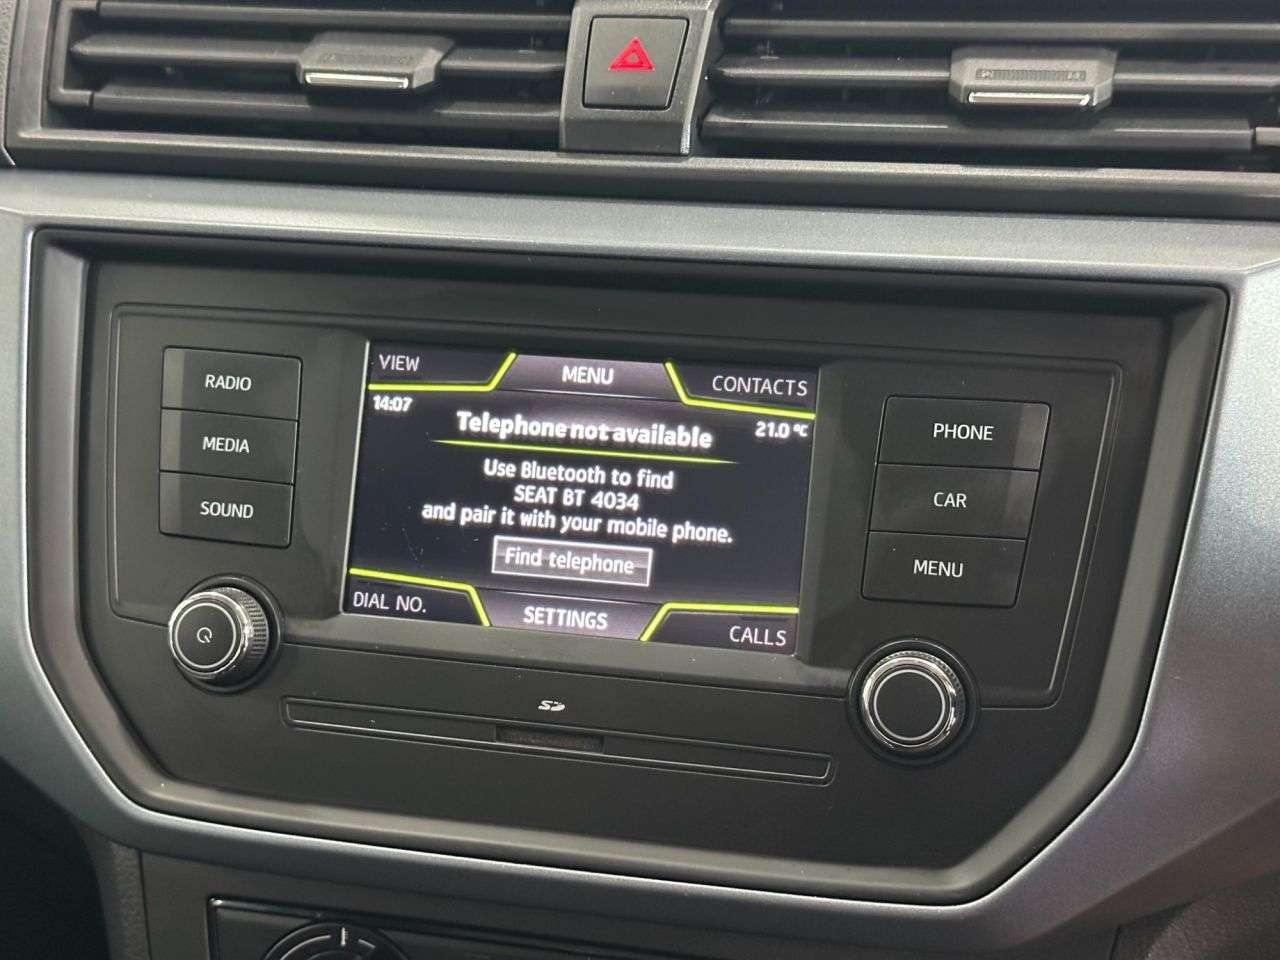 RADIO
MEDIA
SOUND
VIEW
MENU
CONTACTS
14:07
21.0 °C
Telephone not available
Use Bluetooth to find
SEAT BT 4034
and pair it with your mobile phone.
Find telephone
DIAL NO.
SETTINGS
CALLS
PHONE
CAR
MENU
SD